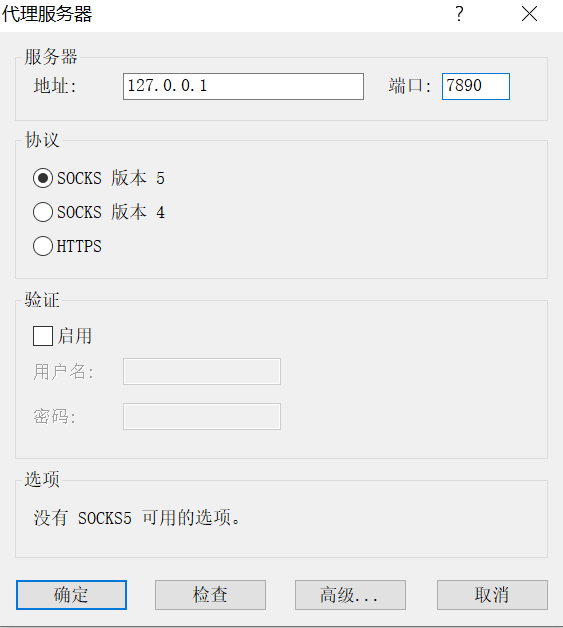 代理服务器 ?
服务器
地址: 127.0.0.1 端口: 7890
协议
SOCKS 版本 5
SOCKS 版本 4
HTTPS
验证
启用
用户名:
密码:
选项
没有 SOCKS5 可用的选项。
确定 检查 高级... 取消